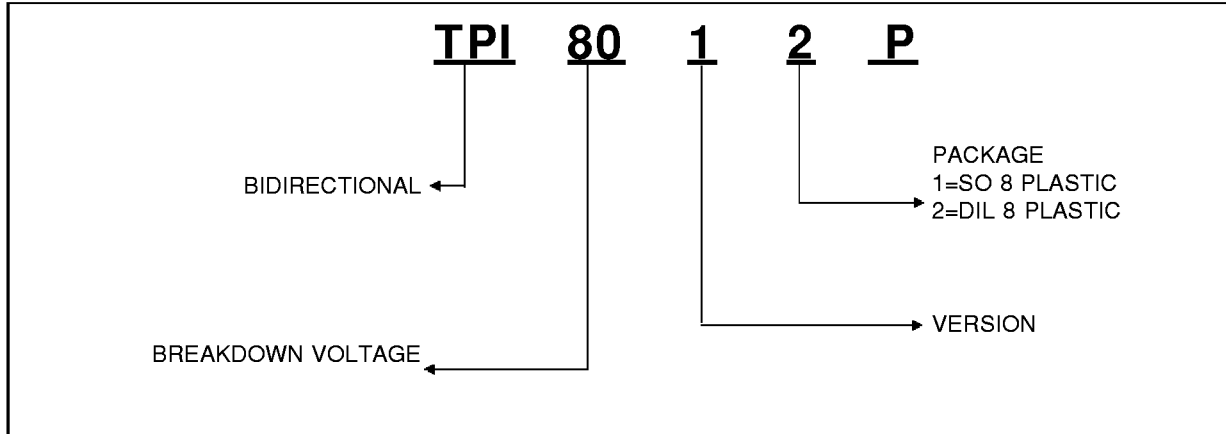 TPI 80 1 2 P
PACKAGE
1=SO 8 PLASTIC
2=DIL 8 PLASTIC
BIDIRECTIONAL
VERSION
BREAKDOWN VOLTAGE